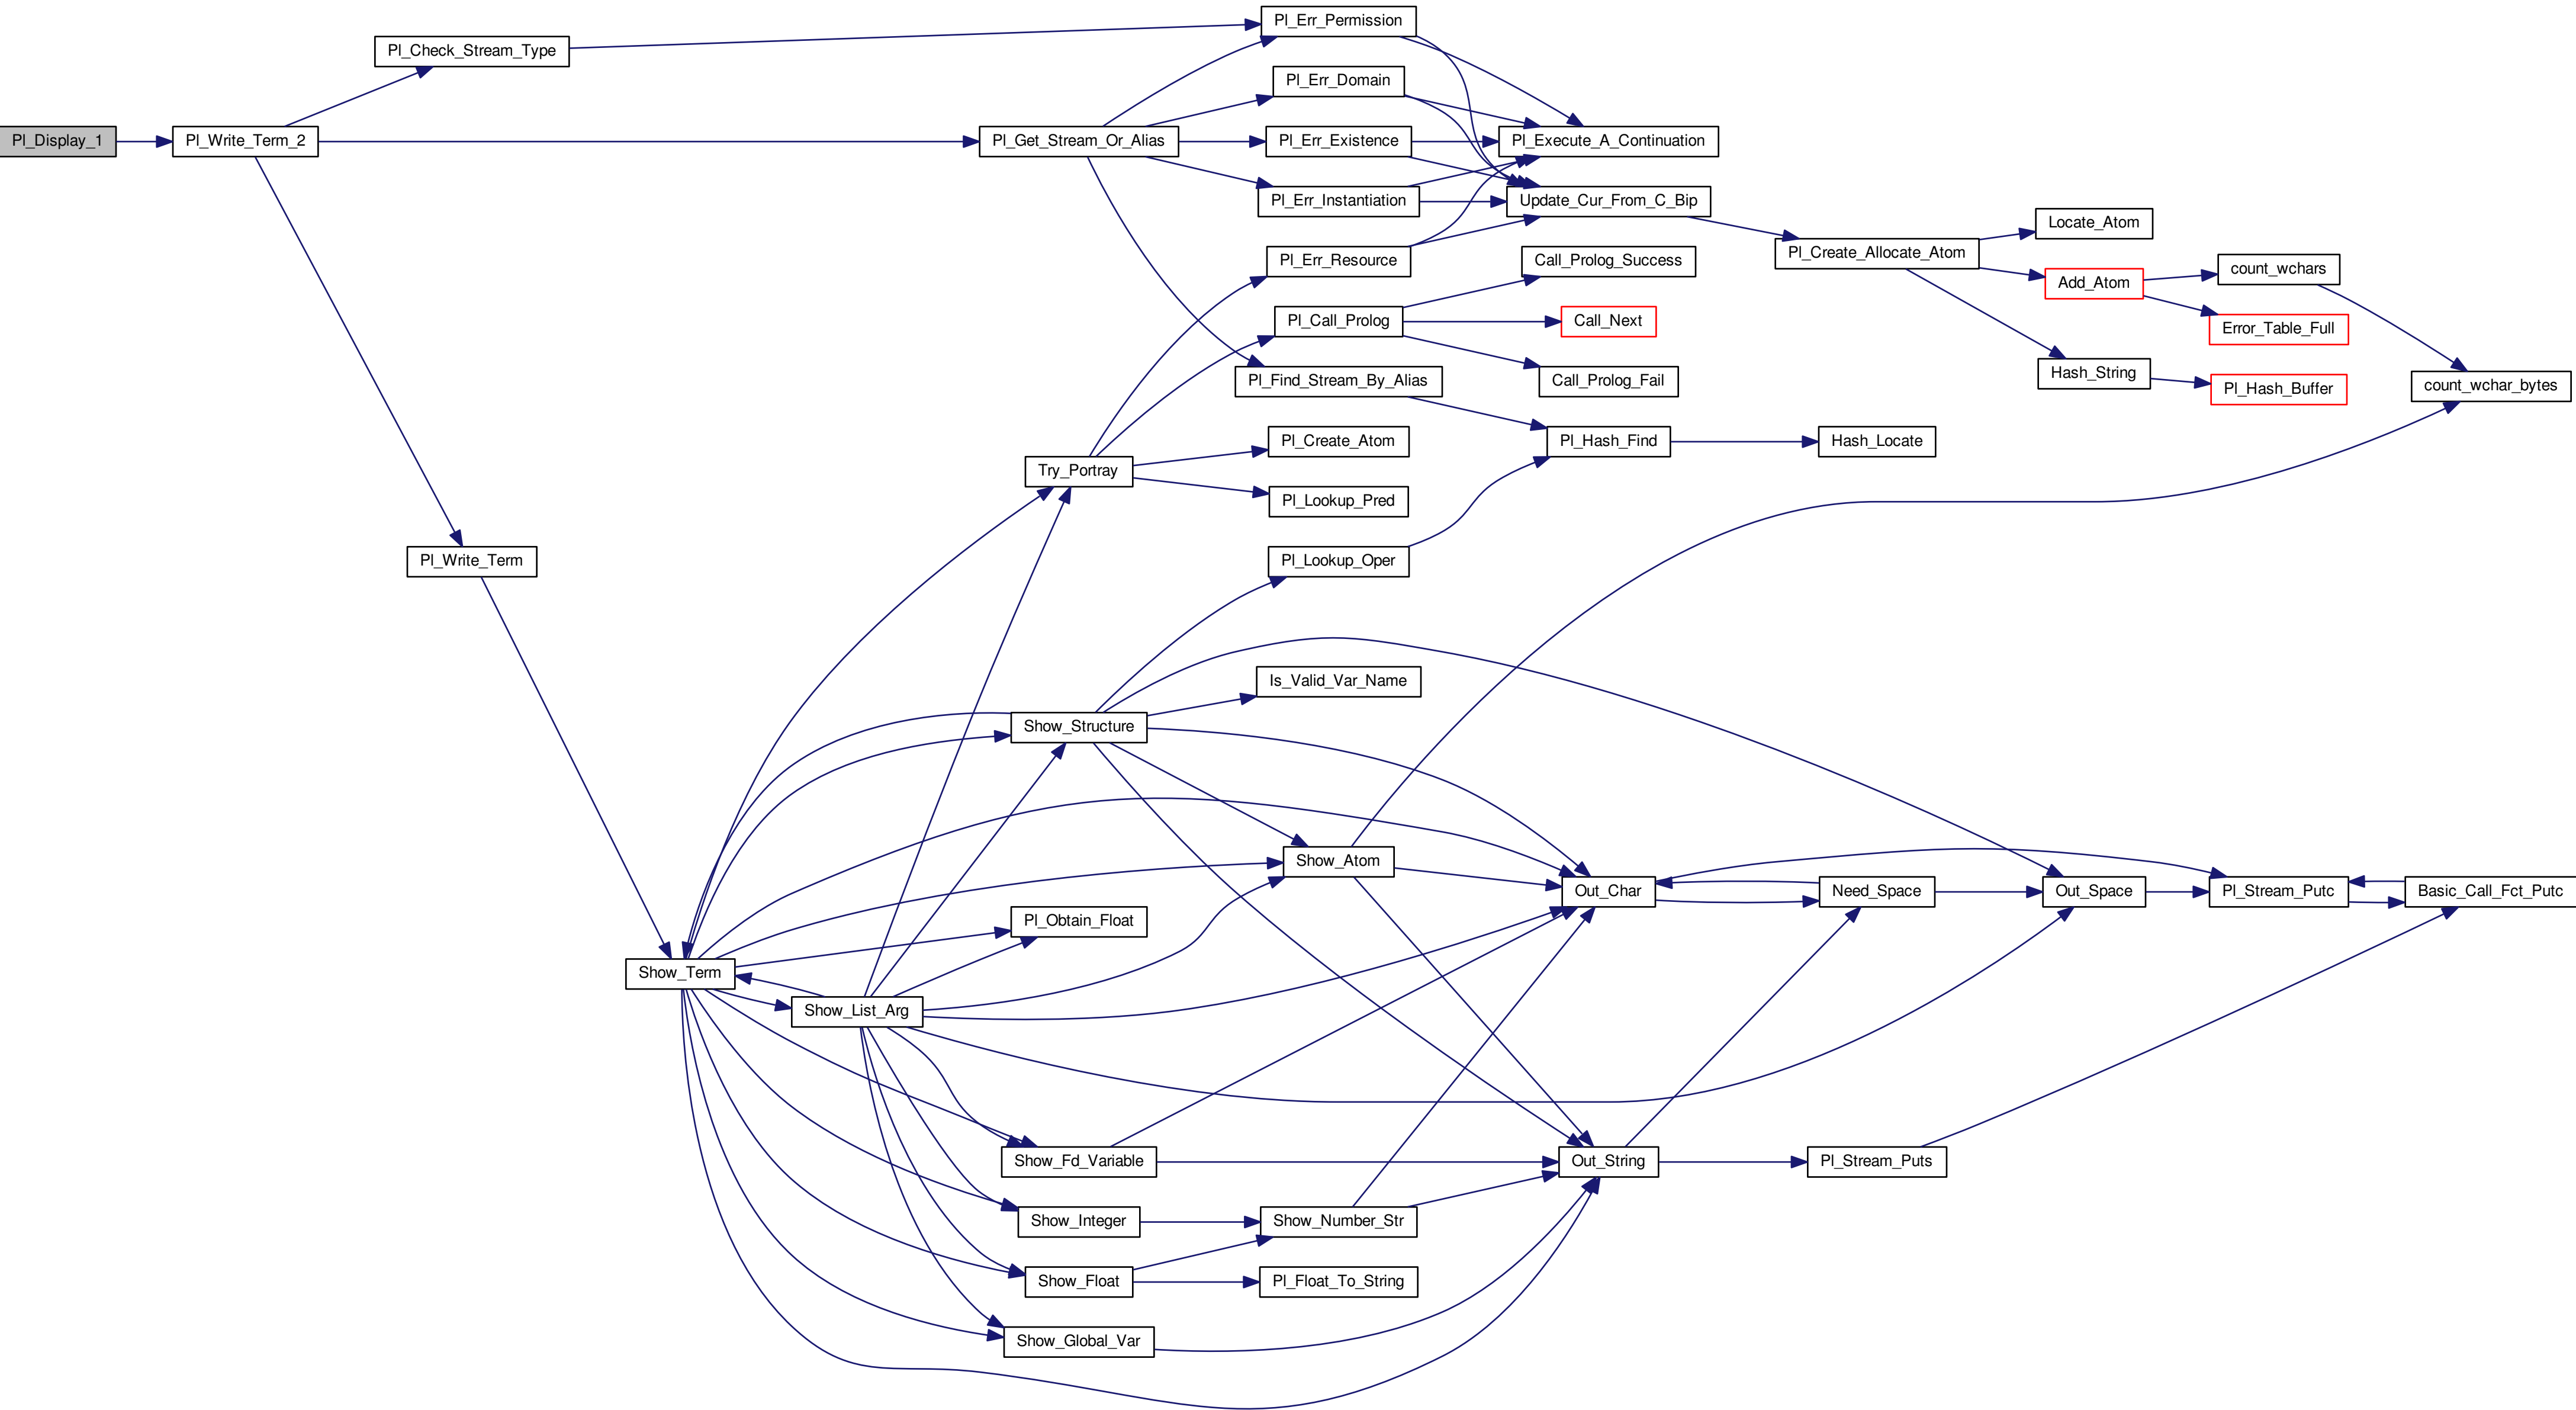 Pl_Err_Permission
Pl_Check_Stream_Type
Pl_Err_Domain
Pl_Display_1
Pl_Write_Term_2
Pl_Get_Stream_Or_Alias
Pl_Err_Existence
Pl_Execute_A_Continuation
Pl_Err_Instantiation
Update_Cur_From_C_Bip
Locate_Atom
Pl_Err_Resource
Call_Prolog_Success
Pl_Create_Allocate_Atom
count_wchars
Add_Atom
Pl_Call_Prolog
Call_Next
Error_Table_Full
Pl_Find_Stream_By_Alias
Call_Prolog_Fail
Hash_String
Pl_Hash_Buffer
count_wchar_bytes
Pl_Create_Atom
Pl_Hash_Find
Hash_Locate
Try_Portray
Pl_Lookup_Pred
Pl_Write_Term
Pl_Lookup_Oper
Is_Valid_Var_Name
Show_Structure
Show_Atom
Out_Char
Need_Space
Out_Space
Pl_Stream_Putc
Basic_Call_Fct_Putc
Pl_Obtain_Float
Show_Term
Show_List_Arg
Show_Fd_Variable
Out_String
Pl_Stream_Puts
Show_Integer
Show_Number_Str
Show_Float
Pl_Float_To_String
Show_Global_Var